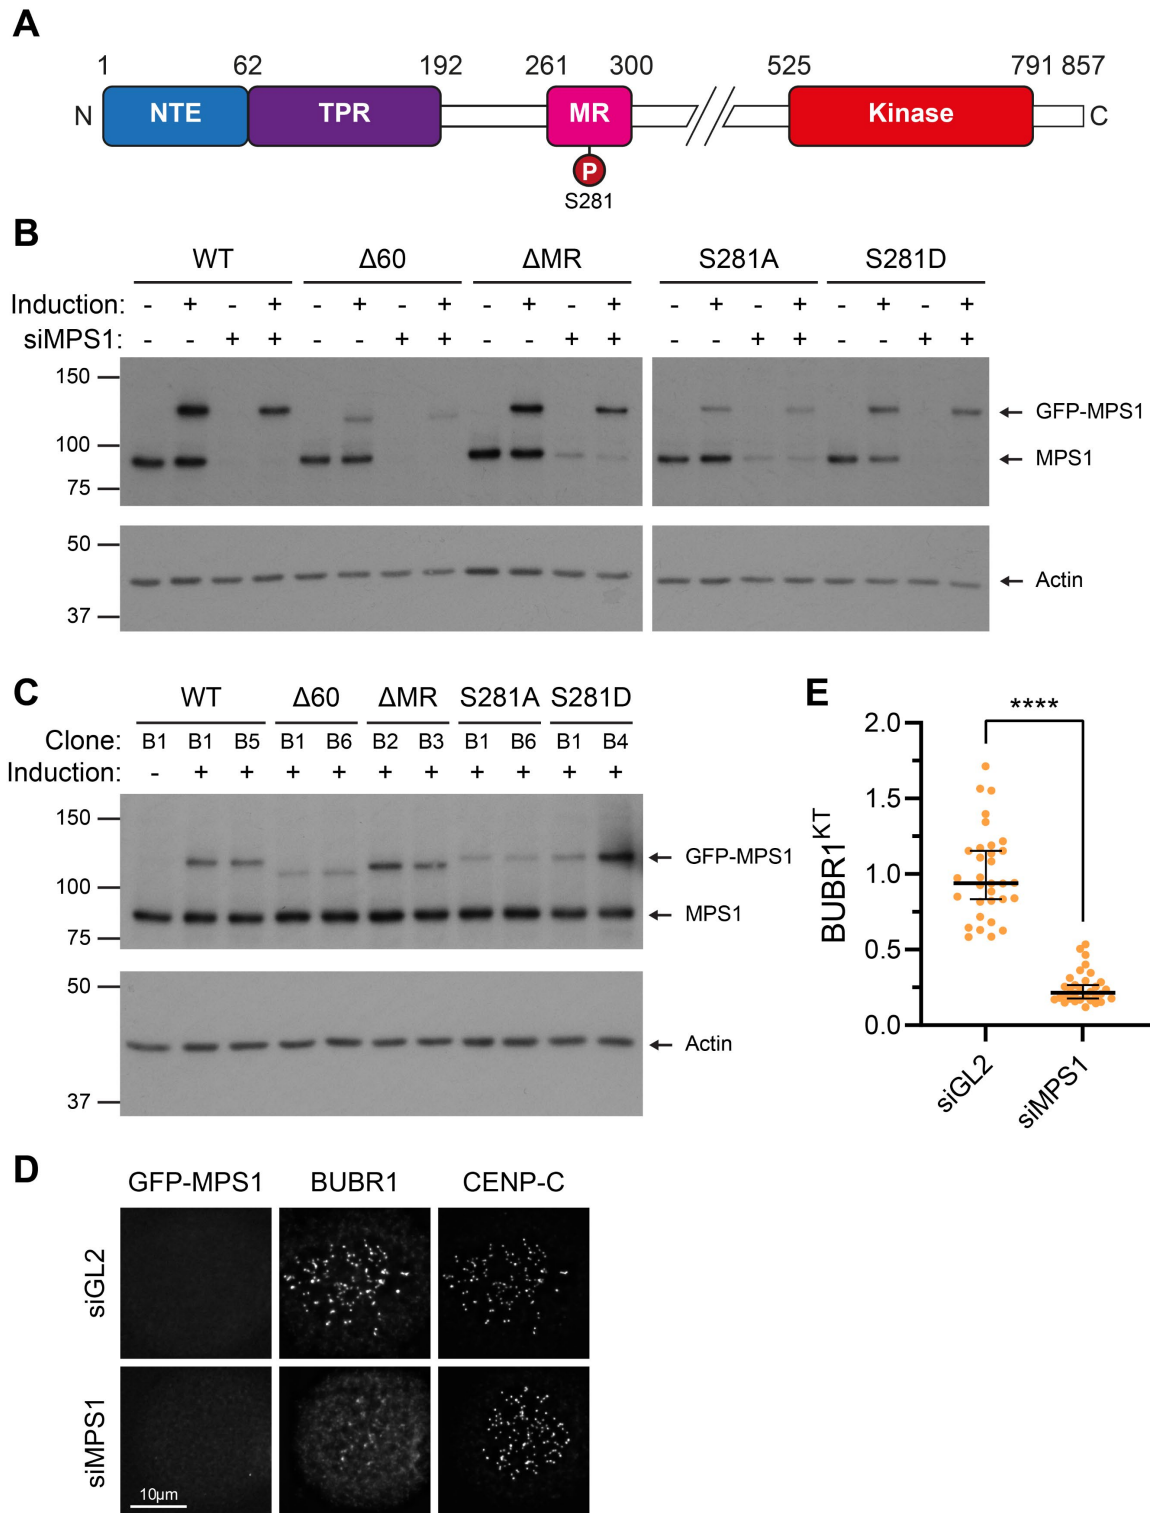 A
1 62 192 261 300 525 791 857
N NTE TPR MR Kinase C
P
S281
B
WT Δ60 ΔMR S281A S281D
Induction: - + - + - + - + - + - + - + - + - + - +
siMPS1: - - + + - - + + - - + + - - + + - - + +
150
100
75
GFP-MPS1
MPS1
50
37
Actin
C
WT Δ60 ΔMR S281A S281D
Clone: B1 B1 B5 B1 B6 B2 B3 B1 B6 B1 B4
Induction: - + + + + + + + + + +
150
100
75
GFP-MPS1
MPS1
50
37
Actin
E
****
BUBR1KT
2.0
1.5
1.0
0.5
0.0
siGL2 siMPS1
D
GFP-MPS1 BUBR1 CENP-C
siGL2
siMPS1
10µm